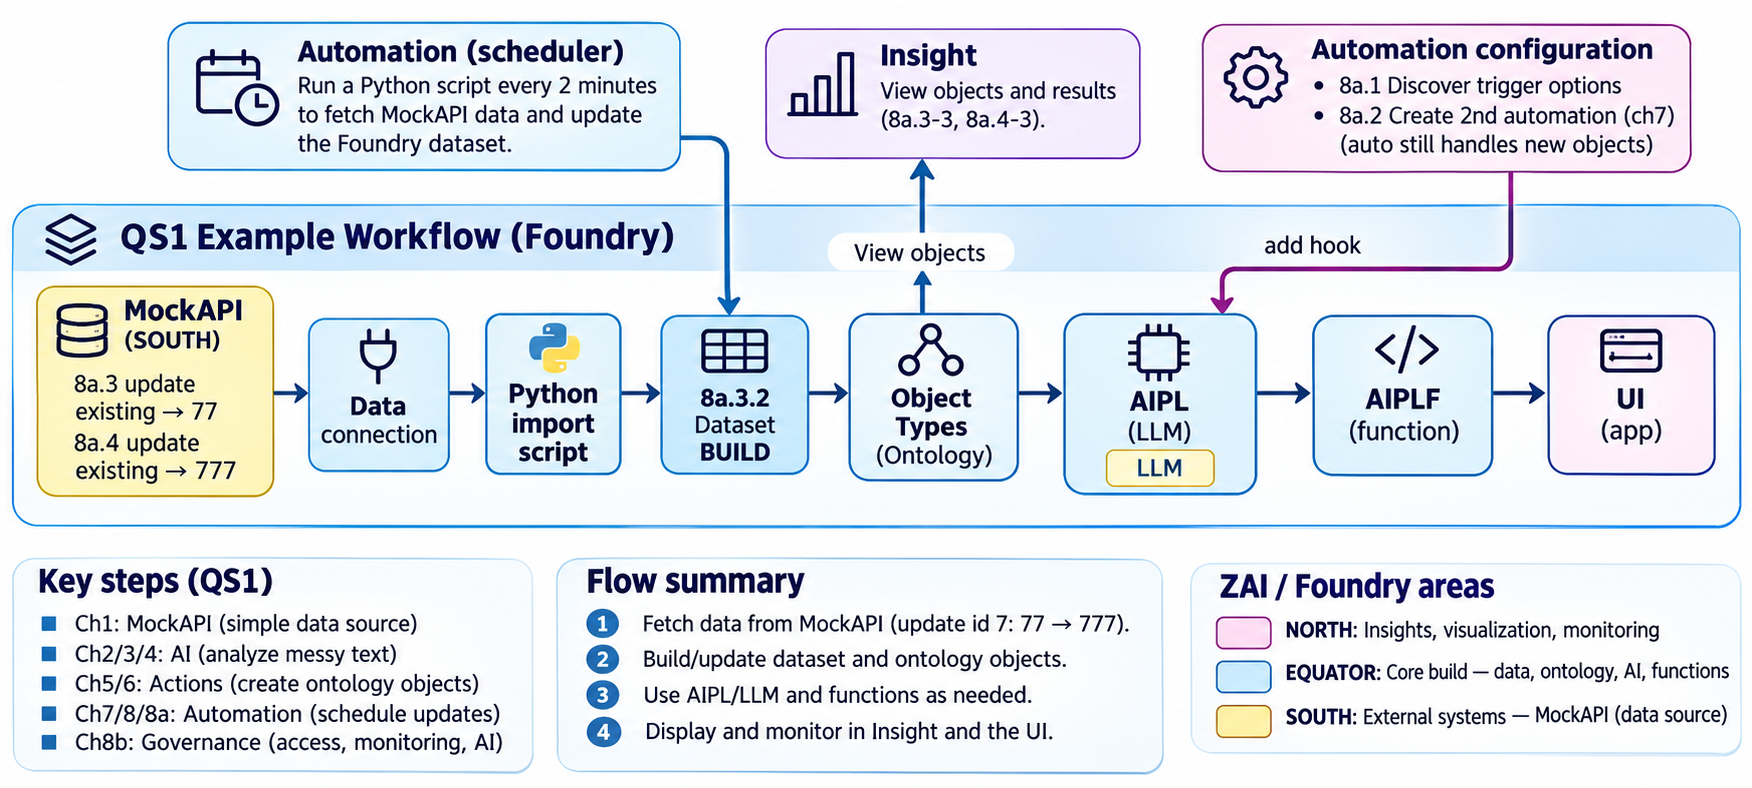 Automation (scheduler)
Run a Python script every 2 minutes
to fetch MockAPI data and update
the Foundry dataset.
Insight
View objects and results
(8a.3-3, 8a.4-3).
Automation configuration
• 8a.1 Discover trigger options
• 8a.2 Create 2nd automation (ch7)
(auto still handles new objects)
QS1 Example Workflow (Foundry)
View objects
add hook
MockAPI
(SOUTH)
8a.3 update
existing → 77
8a.4 update
existing → 777
Data
connection
Python
import
script
8a.3.2
Dataset
BUILD
Object
Types
(Ontology)
AIPL
(LLM)
LLM
AIPLF
(function)
UI
(app)
Key steps (QS1)
Ch1: MockAPI (simple data source)
Ch2/3/4: AI (analyze messy text)
Ch5/6: Actions (create ontology objects)
Ch7/8/8a: Automation (schedule updates)
Ch8b: Governance (access, monitoring, AI)
Flow summary
1 Fetch data from MockAPI (update id 7: 77 → 777).
2 Build/update dataset and ontology objects.
3 Use AIPL/LLM and functions as needed.
4 Display and monitor in Insight and the UI.
ZAI / Foundry areas
NORTH: Insights, visualization, monitoring
EQUATOR: Core build — data, ontology, AI, functions
SOUTH: External systems — MockAPI (data source)